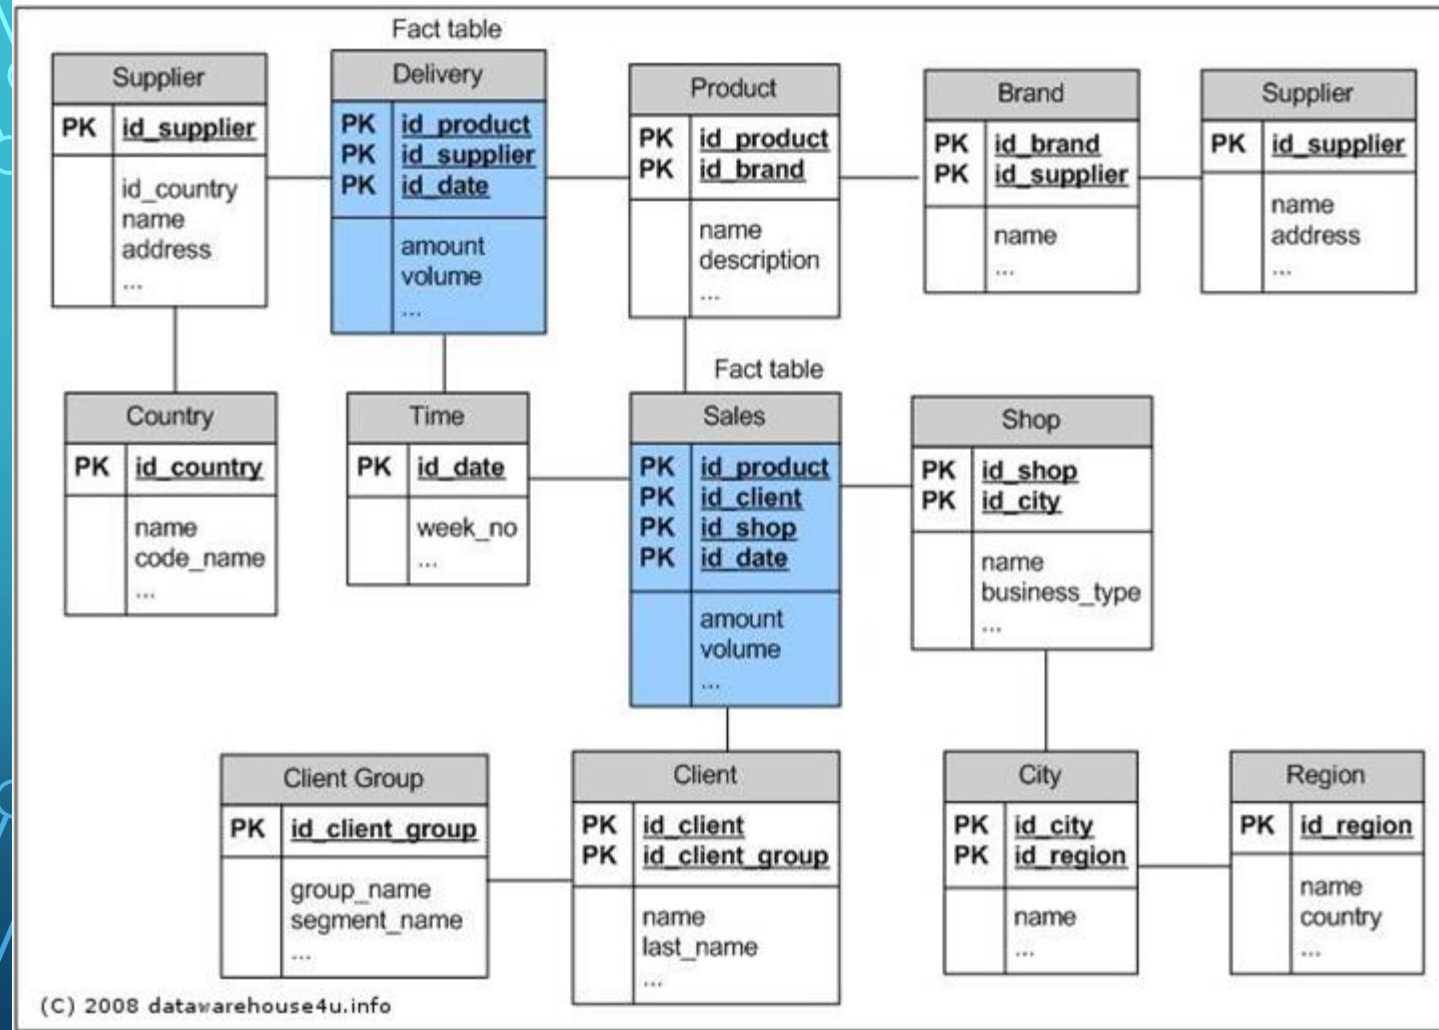 Fact table
Supplier
PK id_supplier
id_country
name
address
...
Delivery
PK id_product
PK id_supplier
PK id_date
amount
volume
...
Product
PK id_product
PK id_brand
name
description
...
Brand
PK id_brand
PK id_supplier
name
...
Supplier
PK id_supplier
name
address
...
Country
PK id_country
name
code_name
...
Time
PK id_date
week_no
...
Fact table
Sales
PK id_product
PK id_client
PK id_shop
PK id_date
amount
volume
...
Shop
PK id_shop
PK id_city
name
business_type
...
Client Group
PK id_client_group
group_name
segment_name
...
Client
PK id_client
PK id_client_group
name
last_name
...
City
PK id_city
PK id_region
name
...
Region
PK id_region
name
country
...
(C) 2008 datawarehouse4u.info